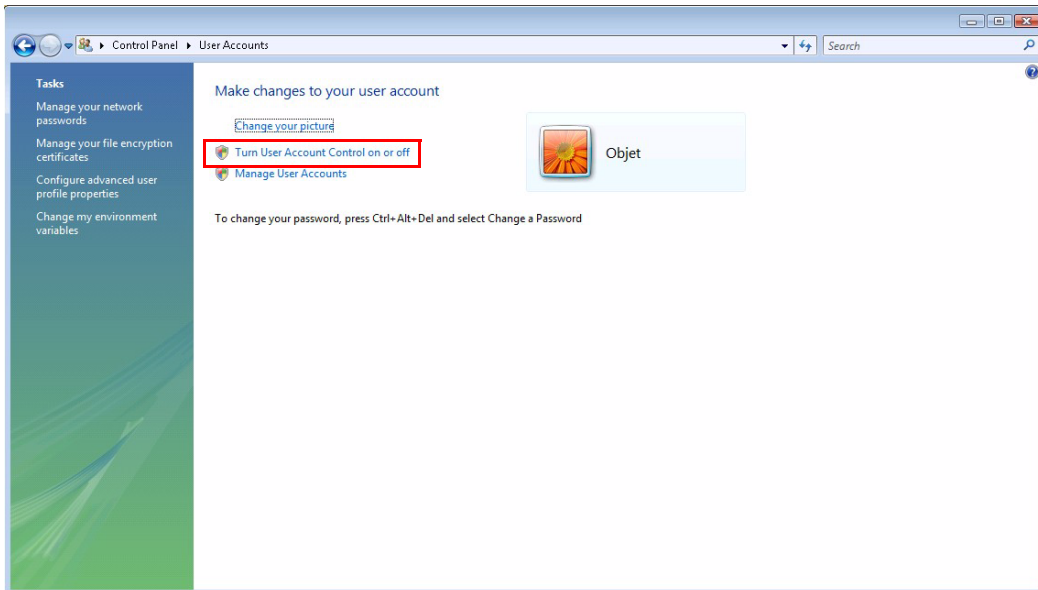 Control Panel
User Accounts
Search
Tasks
Manage your network
passwords
Manage your file encryption
certificates
Configure advanced user
profile properties
Change my environment
variables
Make changes to your user account
Change your picture
Turn User Account Control on or off
Manage User Accounts
Objet
To change your password, press Ctrl+Alt+Del and select Change a Password